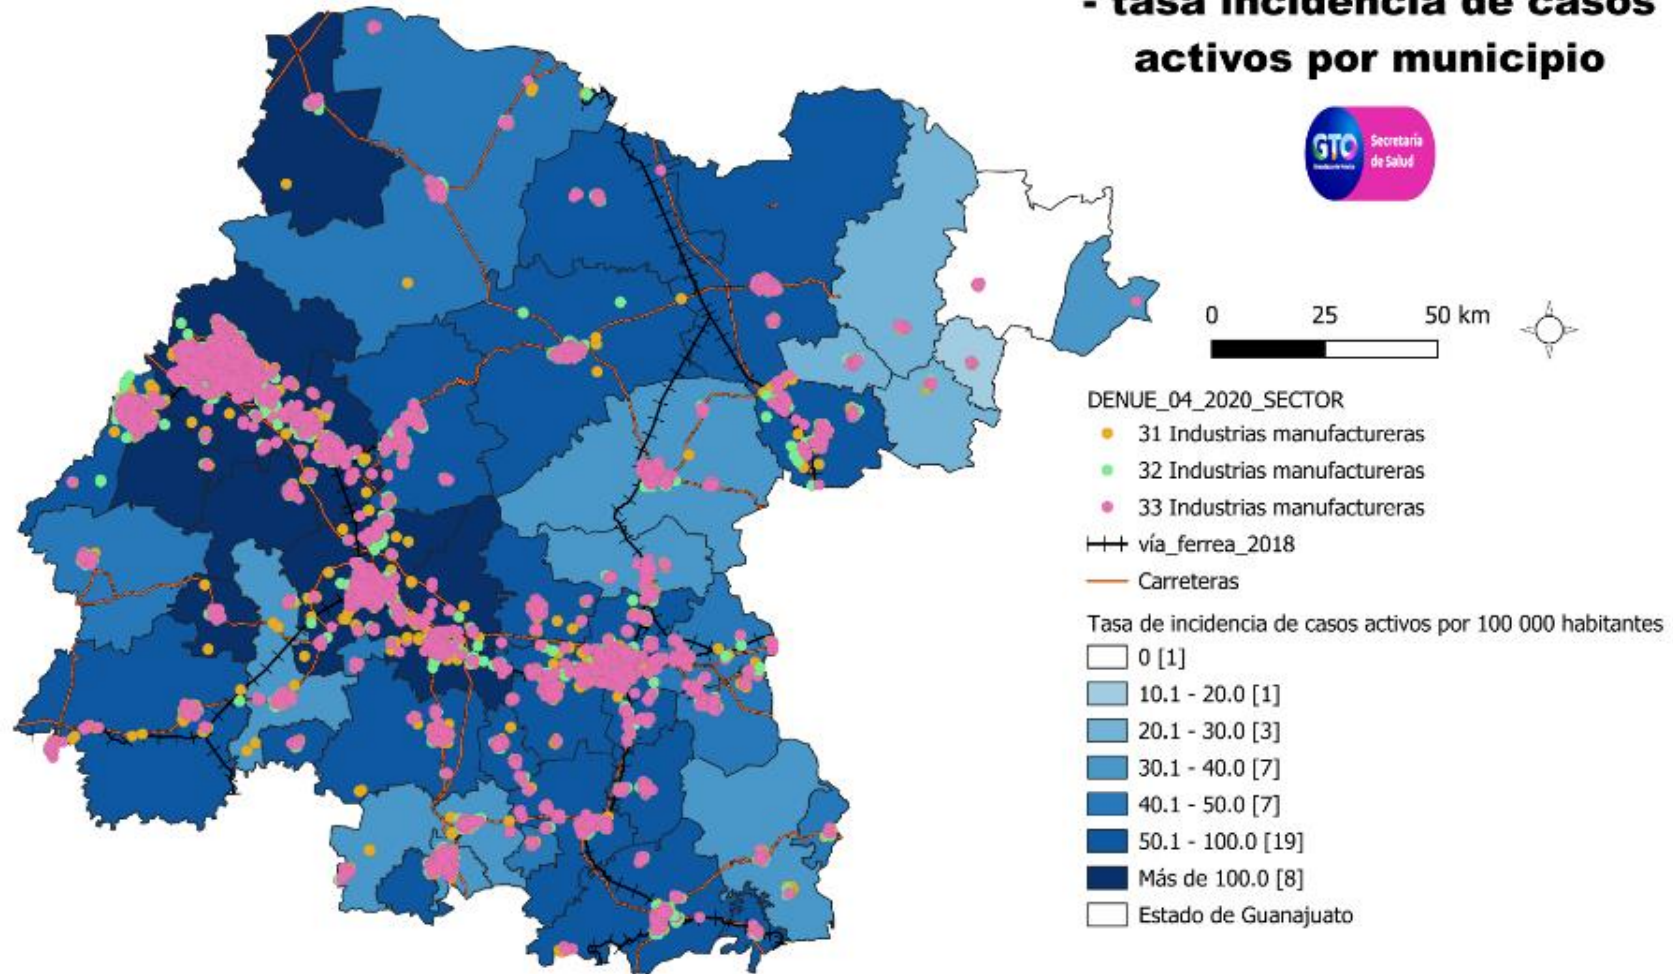 - tasa incidencia de casos
activos por municipio
GTO
Secretaría
de Salud
0 25 50 km
DENUE_04_2020_SECTOR
31 Industrias manufactureras
32 Industrias manufactureras
33 Industrias manufactureras
vía_ferrea_2018
Carreteras
Tasa de incidencia de casos activos por 100 000 habitantes
0 [1]
10.1 - 20.0 [1]
20.1 - 30.0 [3]
30.1 - 40.0 [7]
40.1 - 50.0 [7]
50.1 - 100.0 [19]
Más de 100.0 [8]
Estado de Guanajuato